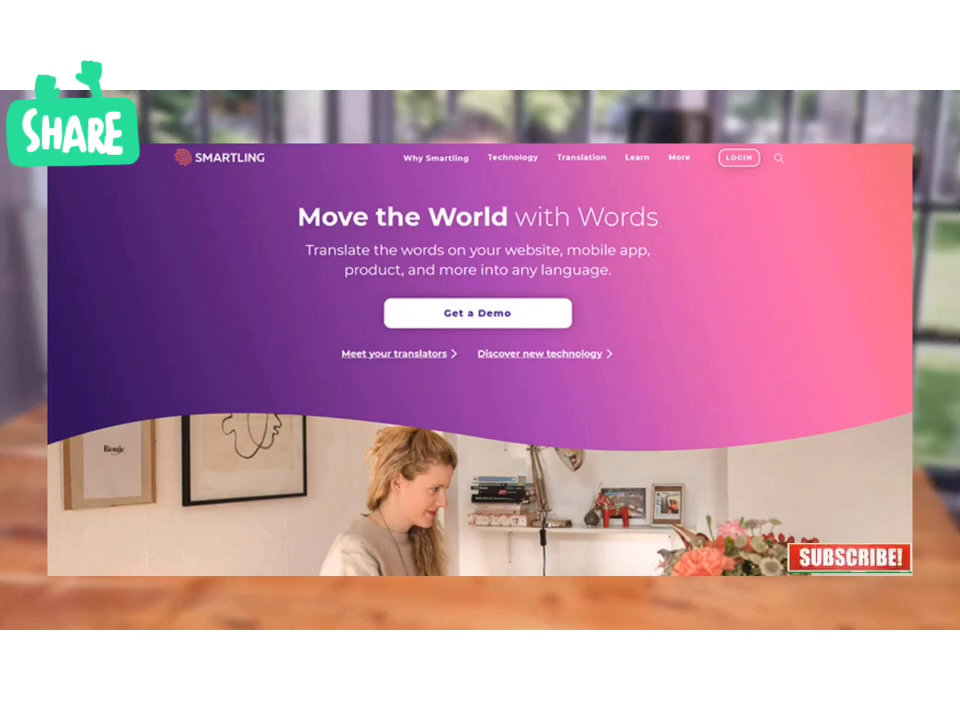 SHARE
SMARTLING
Why Smartling Technology Translation Learn More LOGIN
Move the World with Words
Translate the words on your website, mobile app,
product, and more into any language.
Get a Demo
Meet your translators
Discover new technology
Rouje
SUBSCRIBE!